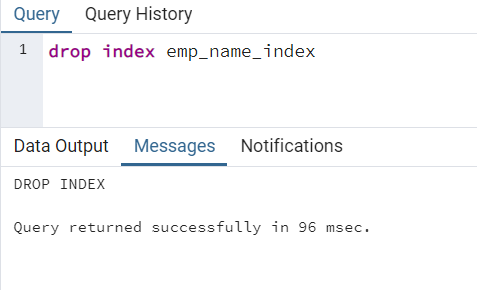 Query Query History
1 drop index emp_name_index
Data Output Messages Notifications
DROP INDEX
Query returned successfully in 96 msec.